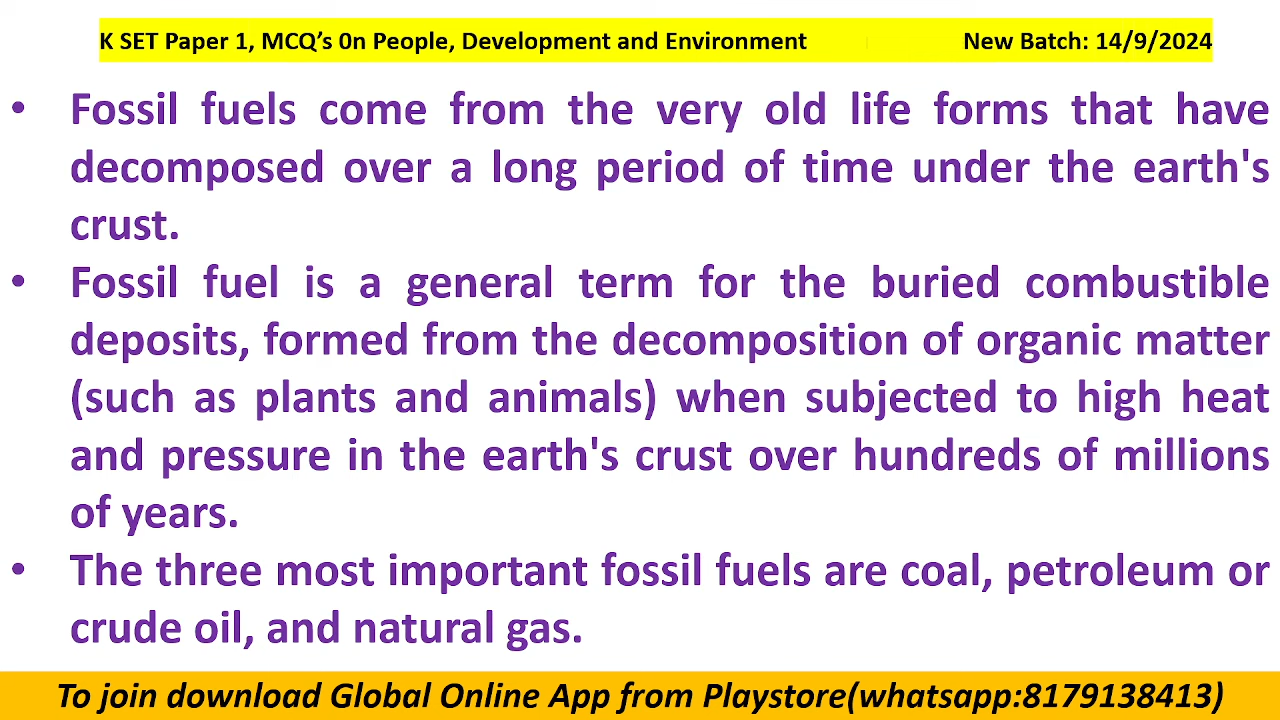 K SET Paper 1, MCQ’s 0n People, Development and Environment New Batch: 14/9/2024
• Fossil fuels come from the very old life forms that have
decomposed over a long period of time under the earth's
crust.
• Fossil fuel is a general term for the buried combustible
deposits, formed from the decomposition of organic matter
(such as plants and animals) when subjected to high heat
and pressure in the earth's crust over hundreds of millions
of years.
• The three most important fossil fuels are coal, petroleum or
crude oil, and natural gas.
To join download Global Online App from Playstore(whatsapp:8179138413)